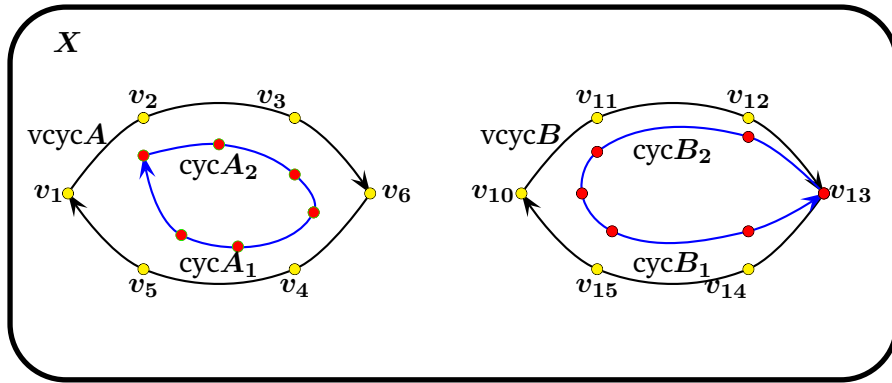 X
v₂ v₃ v₁₁ v₁₂
vcycA vcycB
cycA₂ cycB₂
v₁ v₆ v₁₀ v₁₃
cycA₁ cycB₁
v₅ v₄ v₁₅ v₁₄